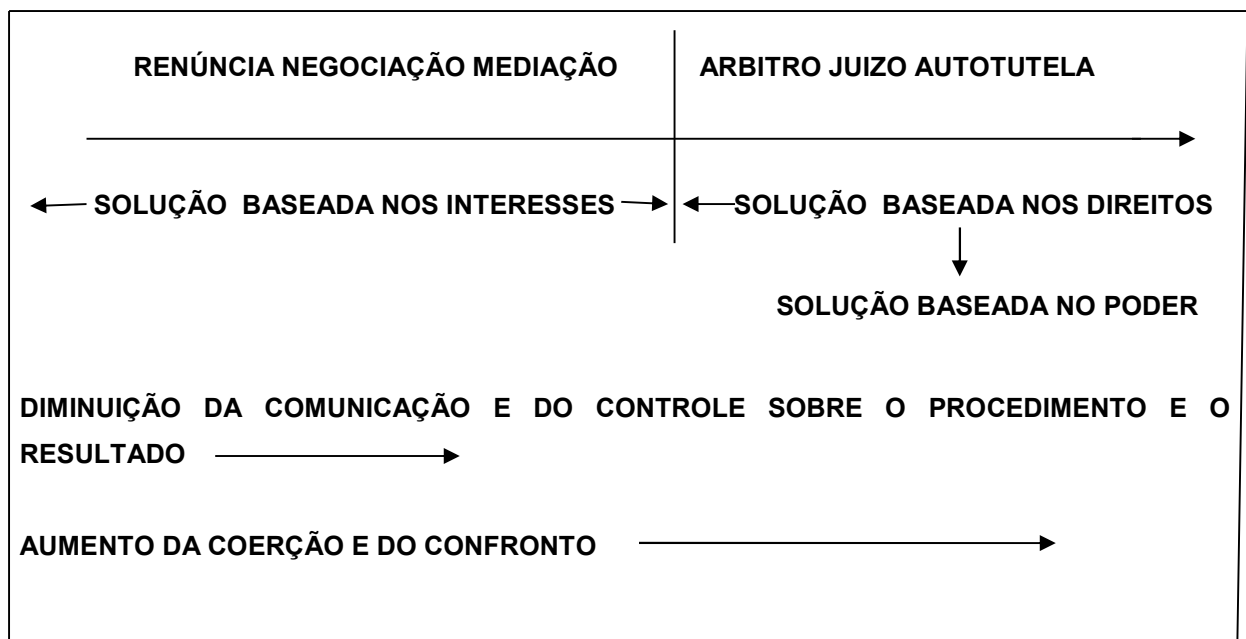 RENÚNCIA NEGOCIAÇÃO MEDIAÇÃO ARBITRO JUIZO AUTOTUTELA
SOLUÇÃO BASEADA NOS INTERESSES SOLUÇÃO BASEADA NOS DIREITOS
SOLUÇÃO BASEADA NO PODER
DIMINUIÇÃO DA COMUNICAÇÃO E DO CONTROLE SOBRE O PROCEDIMENTO E O
RESULTADO
AUMENTO DA COERÇÃO E DO CONFRONTO